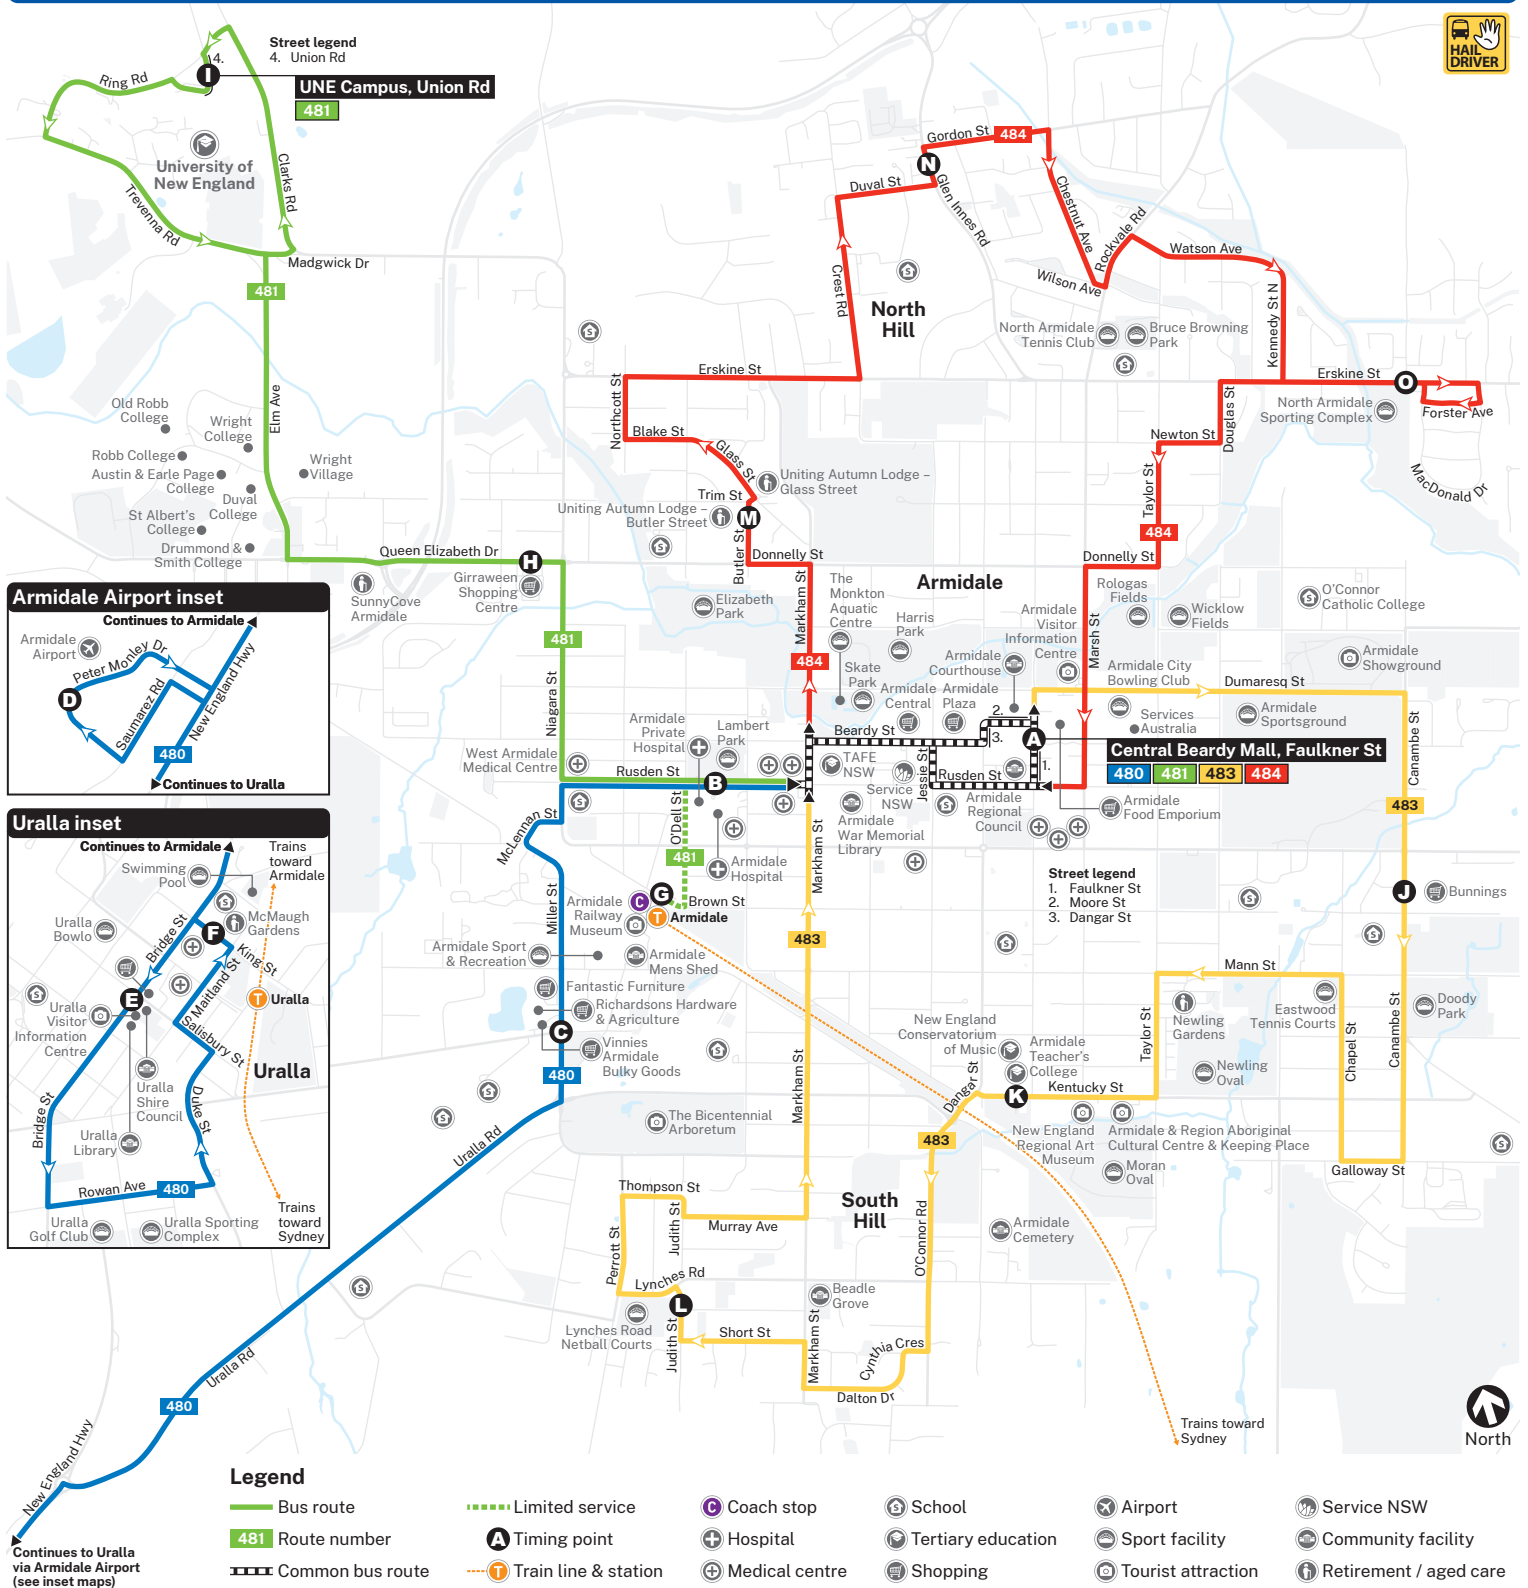 HAIL
DRIVER
Street legend
4. Union Rd
4.
I
UNE Campus, Union Rd
481
Ring Rd
University of
New England
Clarks Rd
Trevenna Rd
Madgwick Dr
481
Elm Ave
Old Robb
College
Wright
College
Robb College
Austin & Earle Page
College
Wright
Village
Duval
College
St Albert's
College
Drummond &
Smith College
Queen Elizabeth Dr
H
Girraween
Shopping
Centre
SunnyCove
Armidale
481
Niagara St
Gordon St
484
N
Duval St
Glen Innes Rd
Chestnut Ave
Rockvale Rd
Wilson Ave
Watson Ave
Crest Rd
North
Hill
North Armidale
Tennis Club
Bruce Browning
Park
Kennedy St N
Erskine St
Northcott St
Blake St
Glass St
Trim St
Uniting Autumn Lodge –
Glass Street
Uniting Autumn Lodge –
Butler Street
M
Butler St
Donnelly St
Erskine St
O
Forster Ave
North Armidale
Sporting Complex
Douglas St
Newton St
Taylor St
484
Donnelly St
MacDonald Dr
Armidale
Elizabeth
Park
Markham St
484
The
Monkton
Aquatic
Centre
Harris
Park
Skate
Park
Armidale
Visitor
Information
Centre
Armidale
Courthouse
Rologas
Fields
Wicklow
Fields
O'Connor
Catholic College
Marsh St
Armidale City
Bowling Club
Dumaresq St
Armidale
Showground
Armidale
Central
Armidale
Plaza
Services
Australia
Armidale
Sportsground
Canambe St
Armidale
Private
Hospital
Lambert
Park
West Armidale
Medical Centre
Rusden St
B
Beardy St
2.
3.
1.
A
Central Beardy Mall, Faulkner St
480 481 483 484
TAFE
NSW
Service
NSW
Jessie St
Rusden St
Armidale
War Memorial
Library
Armidale
Regional
Council
Armidale
Food Emporium
483
Street legend
1. Faulkner St
2. Moore St
3. Dangar St
J
Bunnings
McLennan St
O'Dell St
481
Armidale
Hospital
Markham St
Miller St
G
Brown St
C
T
Armidale
Armidale
Railway
Museum
Armidale Sport
& Recreation
Armidale
Mens Shed
Fantastic Furniture
Richardsons Hardware
& Agriculture
C
Vinnies
Armidale
Bulky Goods
480
483
Mann St
Newling
Gardens
Eastwood
Tennis Courts
Doody
Park
Taylor St
Chapel St
Canambe St
New England
Conservatorium
of Music
Armidale
Teacher's
College
Newling
Oval
Dangar St
K
Kentucky St
New England
Regional Art
Museum
Armidale & Region Aboriginal
Cultural Centre & Keeping Place
Moran
Oval
Galloway St
The Bicentennial
Arboretum
Markham St
483
Uralla Rd
South
Hill
Armidale
Cemetery
O'Connor Rd
Thompson St
Judith St
Murray Ave
Perrott St
Lynches Rd
L
Lynches Road
Netball Courts
Judith St
Short St
Beadle
Grove
Markham St
Cynthia Cres
Dalton Dr
Trains toward
Sydney
North
Uralla Rd
480
New England Hwy
Continues to Uralla
via Armidale Airport
(see inset maps)
Armidale Airport inset
Continues to Armidale
Armidale
Airport
Peter Monley Dr
D
Saumarez Rd
New England Hwy
480
Continues to Uralla
Uralla inset
Continues to Armidale
Trains
toward
Armidale
Swimming
Pool
Uralla
Bowlo
Bridge St
McMaugh
Gardens
F
King St
Maitland St
E
T
Uralla
Uralla
Visitor
Information
Centre
Salisbury St
Uralla
Uralla
Shire
Council
Duke St
Bridge St
Uralla
Library
Rowan Ave
480
Uralla
Golf Club
Uralla Sporting
Complex
Trains
toward
Sydney
Legend
Bus route
481 Route number
Common bus route
Limited service
A Timing point
T Train line & station
C Coach stop
Hospital
Medical centre
School
Tertiary education
Shopping
Airport
Sport facility
Tourist attraction
Service NSW
Community facility
Retirement / aged care